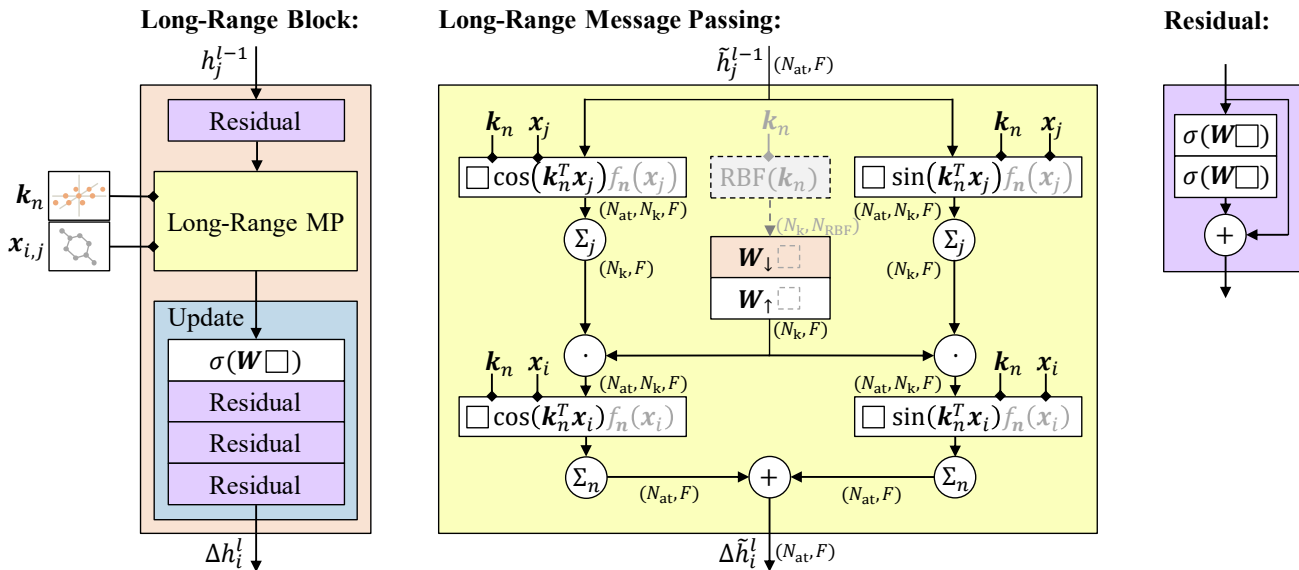 Long-Range Block:
h_j^{l-1}
Residual
k_n
x_{i,j}
Long-Range MP
Update
σ(W□)
Residual
Residual
Residual
Δh_i^l
Long-Range Message Passing:
h̃_j^{l-1} (N_at, F)
k_n x_j
k_n
k_n x_j
□ cos(k_n^T x_j) f_n(x_j)
RBF(k_n)
□ sin(k_n^T x_j) f_n(x_j)
(N_at, N_k, F)
(N_k, N_RBF)
(N_at, N_k, F)
Σ_j
Σ_j
(N_k, F)
W_↓□
(N_k, F)
W_↑□
(N_k, F)
·
·
k_n x_i
(N_at, N_k, F)
(N_at, N_k, F)
k_n x_i
□ cos(k_n^T x_i) f_n(x_i)
□ sin(k_n^T x_i) f_n(x_i)
Σ_n
(N_at, F)
+
(N_at, F)
Σ_n
Δh̃_i^l (N_at, F)
Residual:
σ(W□)
σ(W□)
+